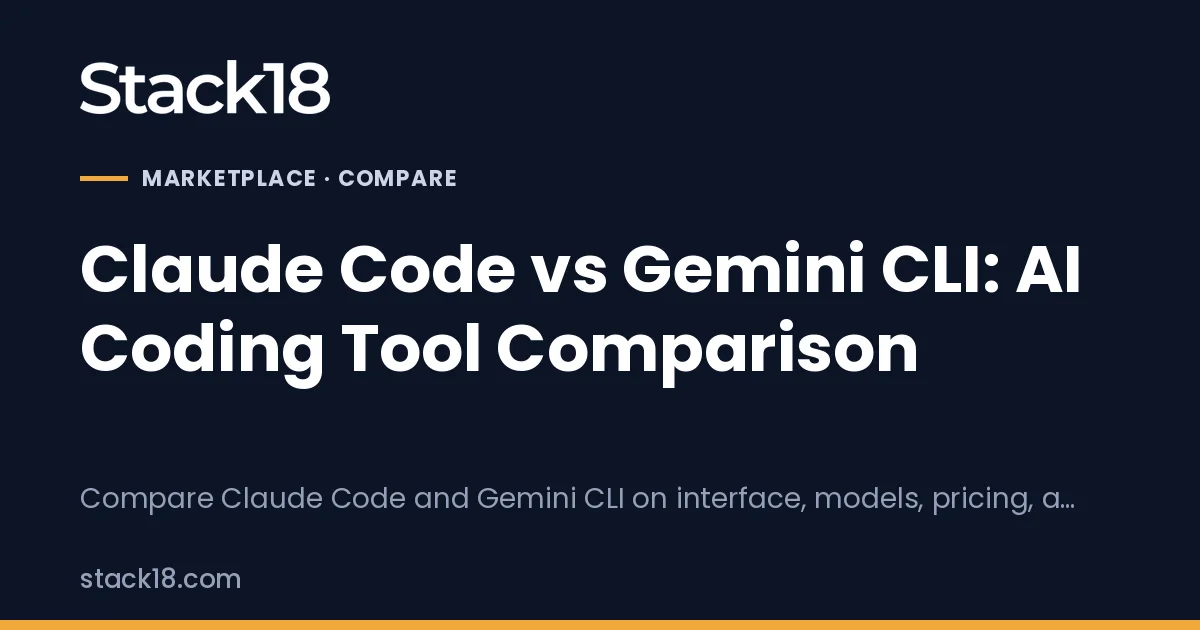 Stack18
MARKETPLACE · COMPARE
Claude Code vs Gemini CLI: AI
Coding Tool Comparison
Compare Claude Code and Gemini CLI on interface, models, pricing, a...
stack18.com